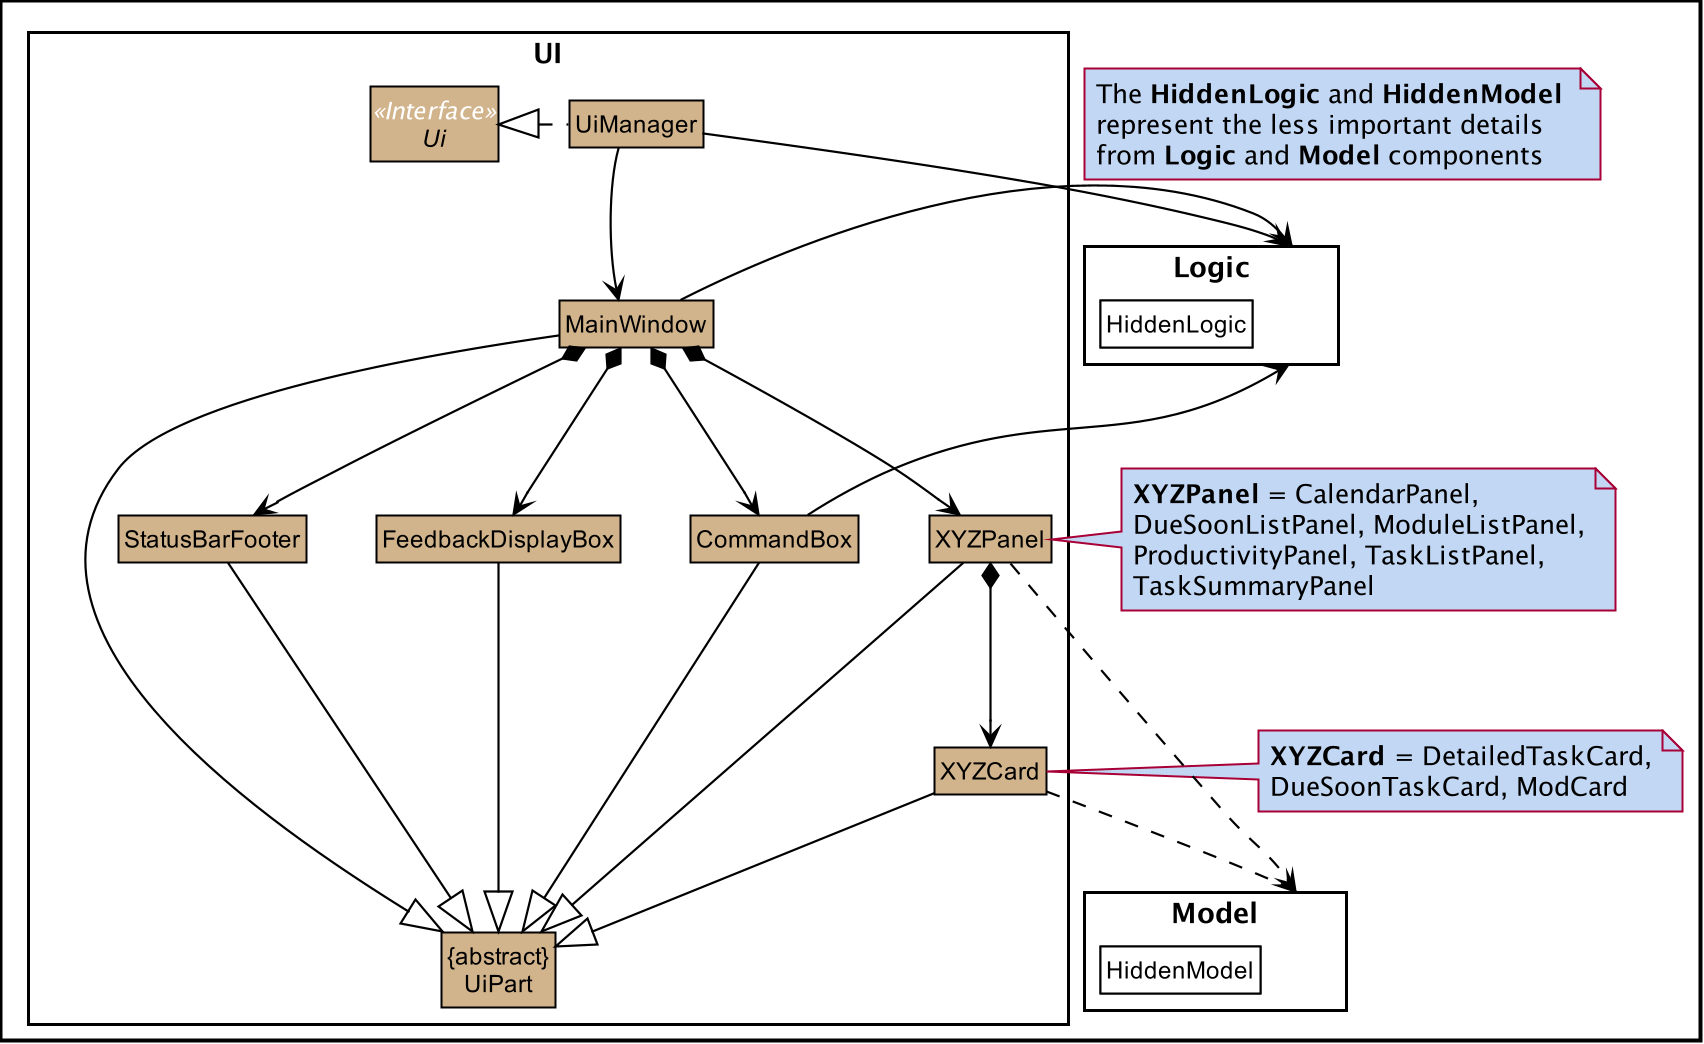 UI
«Interface»
Ui
UiManager
The HiddenLogic and HiddenModel
represent the less important details
from Logic and Model components
Logic
HiddenLogic
MainWindow
StatusBarFooter
FeedbackDisplayBox
CommandBox
XYZPanel
XYZPanel = CalendarPanel,
DueSoonListPanel, ModuleListPanel,
ProductivityPanel, TaskListPanel,
TaskSummaryPanel
XYZCard
XYZCard = DetailedTaskCard,
DueSoonTaskCard, ModCard
{abstract}
UiPart
Model
HiddenModel